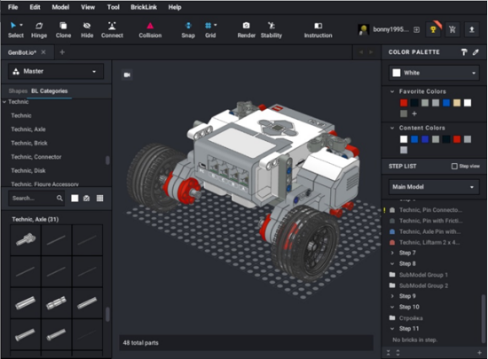 File Edit Model View Tool BrickLink Help
Select Hinge Clone Hide Connect Collision Snap Grid Render Stability Instruction
bonny1995...
GenBot.io*
COLOR PALETTE
Master
White
Shapes BL Categories
Favorite Colors
Technic
Technic
Technic, Axle
Technic, Brick
Technic, Connector
Technic, Disk
Technic, Figure Accessory
Content Colors
STEP LIST Step view
Main Model
Search...
Technic, Axle (31)
Technic, Pin Connecto...
Technic, Pin with Fricti...
Technic, Axle Pin with...
Technic, Liftarm 2 x 4...
Step 7
Step 8
SubModel Group 1
SubModel Group 2
Step 9
Step 10
Стройка
Step 11
No bricks in step.
48 total parts